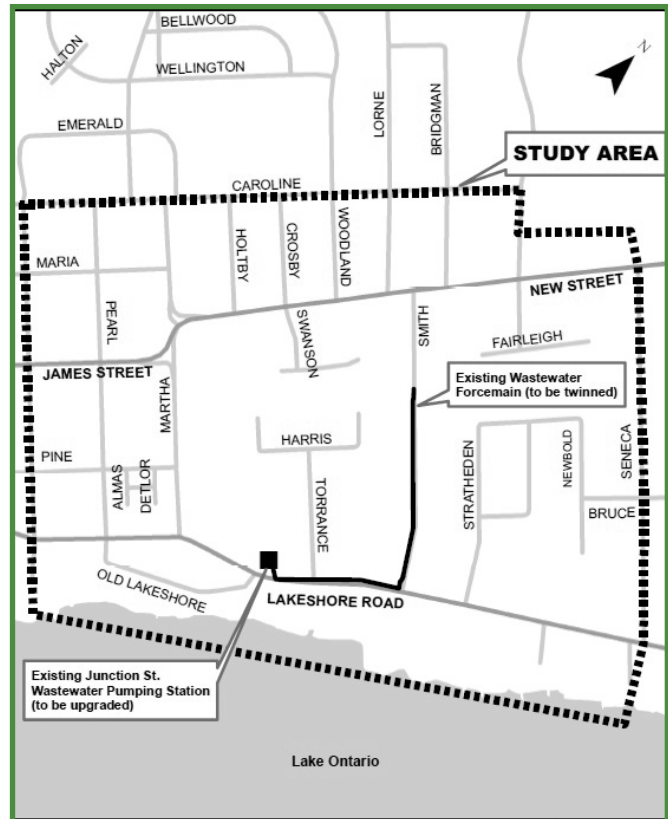 BELLWOOD
HALTON
WELLINGTON
N
EMERALD
LORNE
BRIDGMAN
STUDY AREA
CAROLINE
HOLTBY
CROSBY
WOODLAND
MARIA
PEARL
NEW STREET
SWANSON
SMITH
FAIRLEIGH
JAMES STREET
MARTHA
Existing Wastewater
Forcemain (to be twinned)
HARRIS
PINE
ALMAS
DETLOR
TORRANCE
STRATHEDEN
NEWBOLD
SENECA
BRUCE
OLD LAKESHORE
LAKESHORE ROAD
Existing Junction St.
Wastewater Pumping Station
(to be upgraded)
Lake Ontario